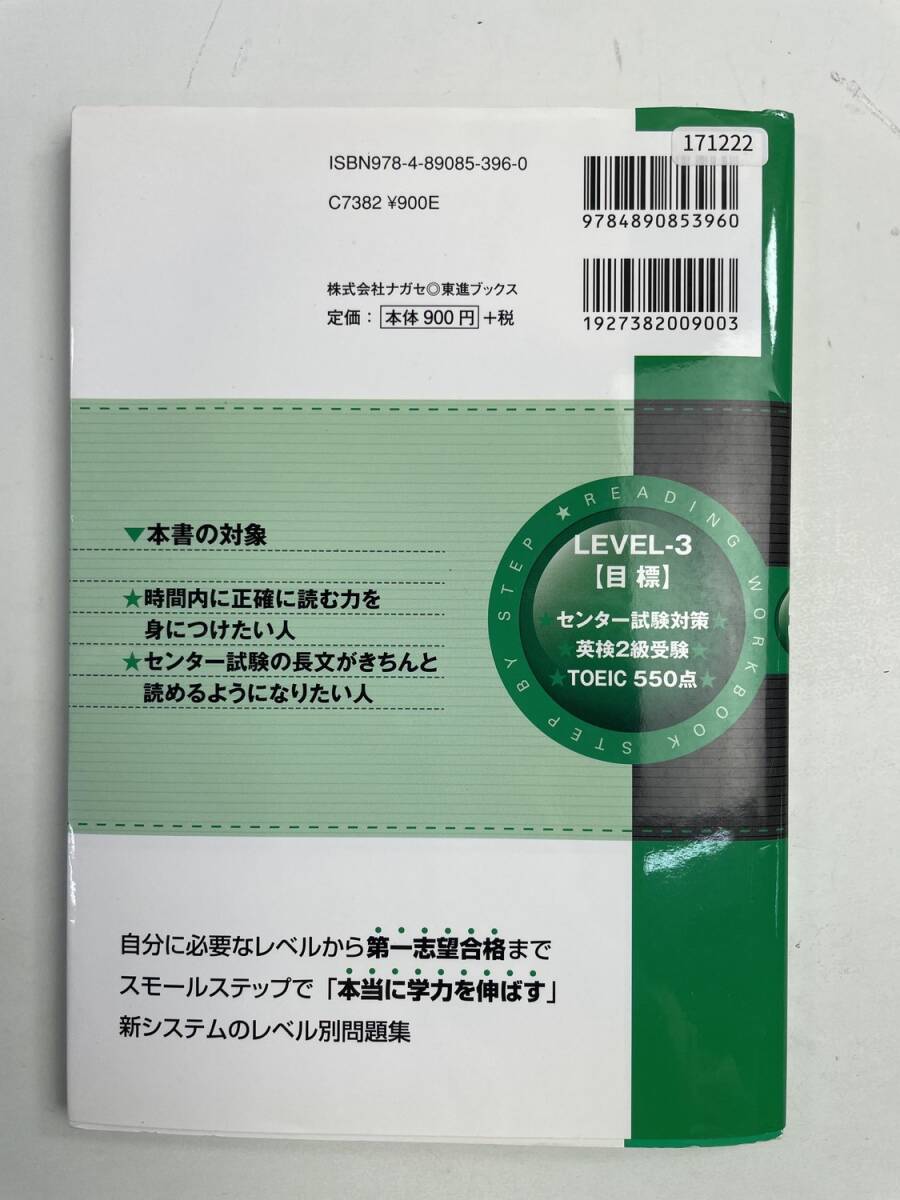 171222
ISBN978-4-89085-396-0
C7382 ¥900E
9784890853960
株式会社ナガセ◎東進ブックス
定価：本体900円+税
1927382009003
▼本書の対象
★時間内に正確に読む力を
身につけたい人
★センター試験の長文がきちんと
読めるようになりたい人
★ READING WORKBOOK STEP BY STEP
LEVEL-3
【目標】
★センター試験対策★
★英検2級受験★
★TOEIC 550点★
自分に必要なレベルから第一志望合格まで
スモールステップで「本当に学力を伸ばす」
新システムのレベル別問題集